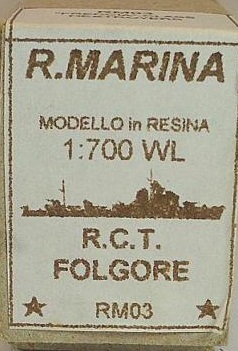 R.MARINA
MODELLO in RESINA
1:700 WL
R.C.T.
FOLGORE
RM03